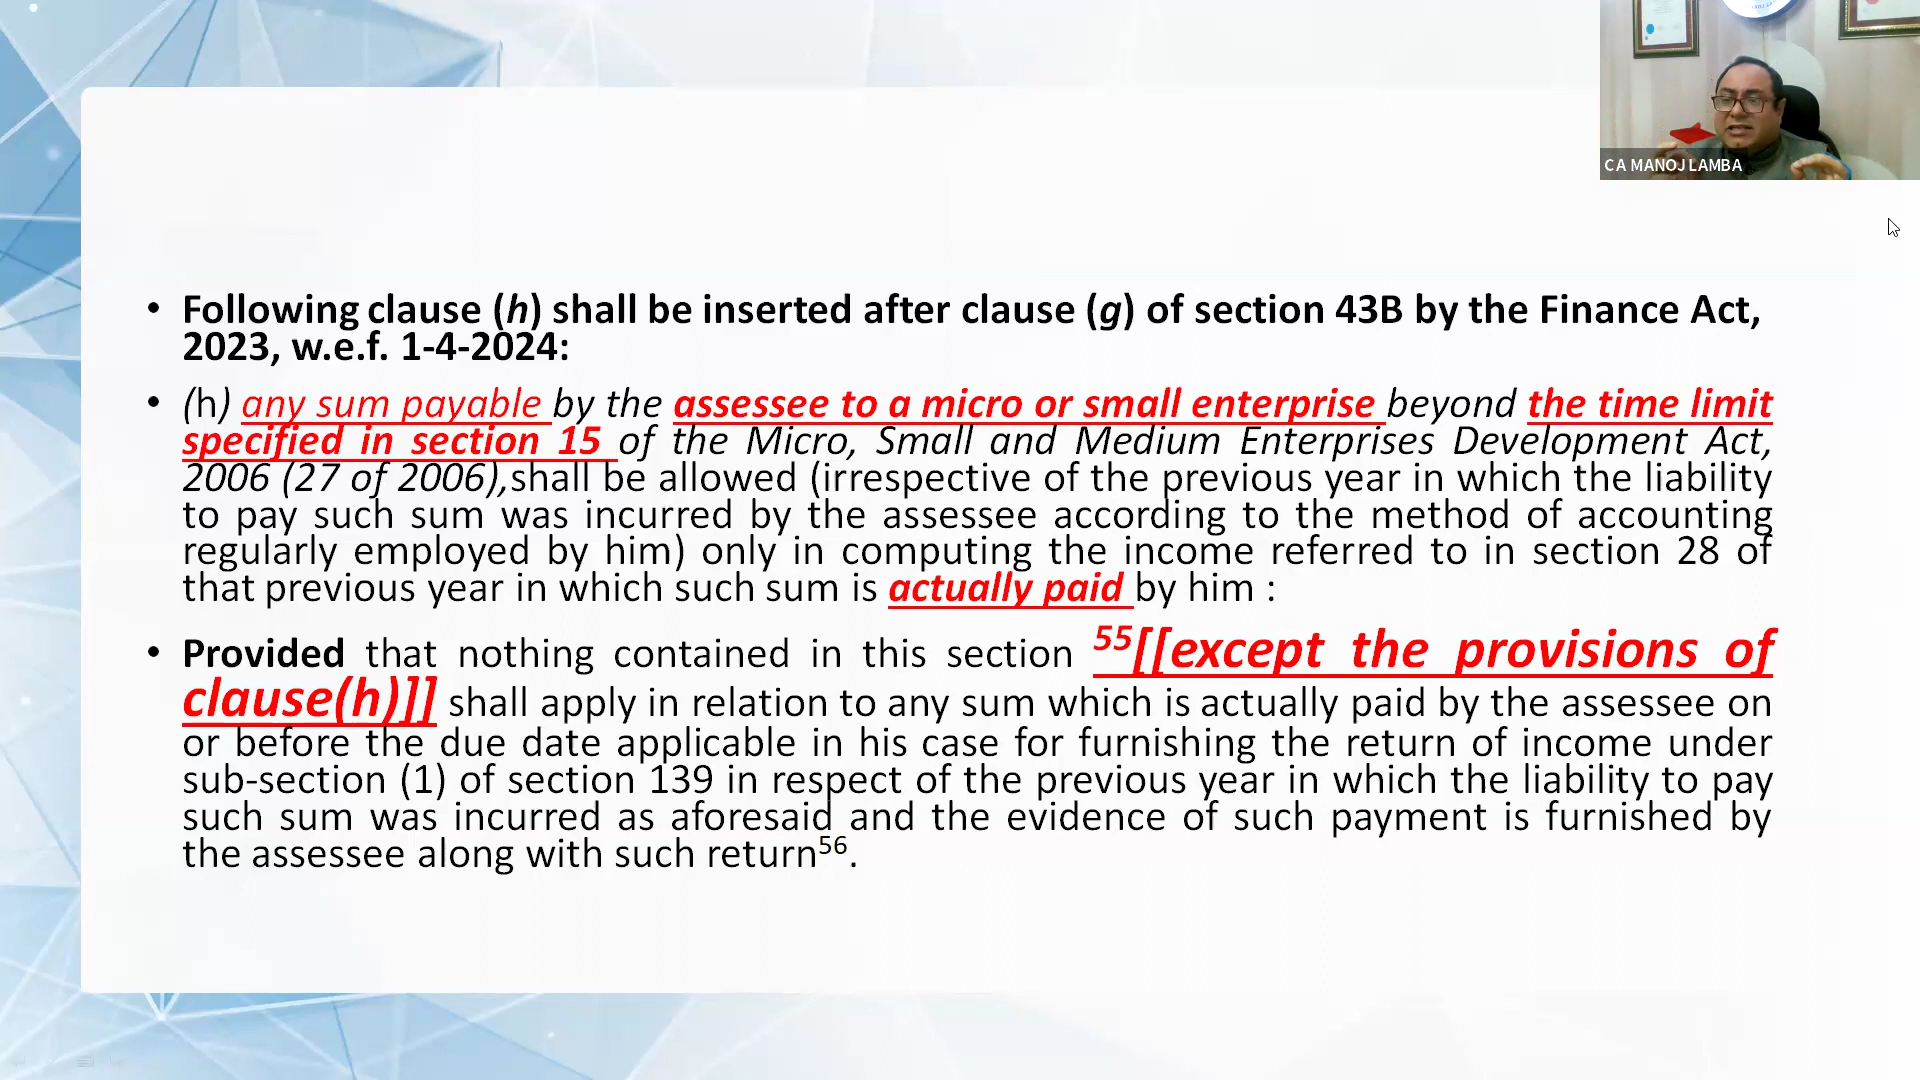 CA MANOJ LAMBA
• Following clause (h) shall be inserted after clause (g) of section 43B by the Finance Act,
2023, w.e.f. 1-4-2024:
• (h) any sum payable by the assessee to a micro or small enterprise beyond the time limit
specified in section 15 of the Micro, Small and Medium Enterprises Development Act,
2006 (27 of 2006),shall be allowed (irrespective of the previous year in which the liability
to pay such sum was incurred by the assessee according to the method of accounting
regularly employed by him) only in computing the income referred to in section 28 of
that previous year in which such sum is actually paid by him :
• Provided that nothing contained in this section 55[[except the provisions of
clause(h)]] shall apply in relation to any sum which is actually paid by the assessee on
or before the due date applicable in his case for furnishing the return of income under
sub-section (1) of section 139 in respect of the previous year in which the liability to pay
such sum was incurred as aforesaid and the evidence of such payment is furnished by
the assessee along with such return56.